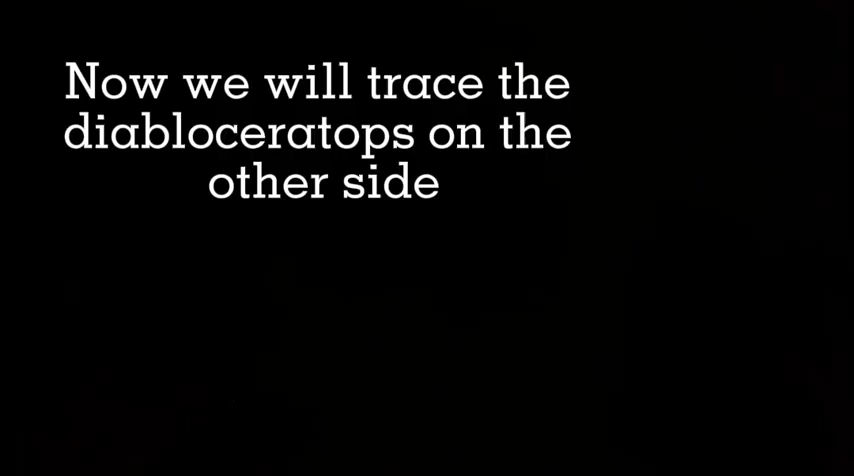 Now we will trace the
diabloceratops on the
other side